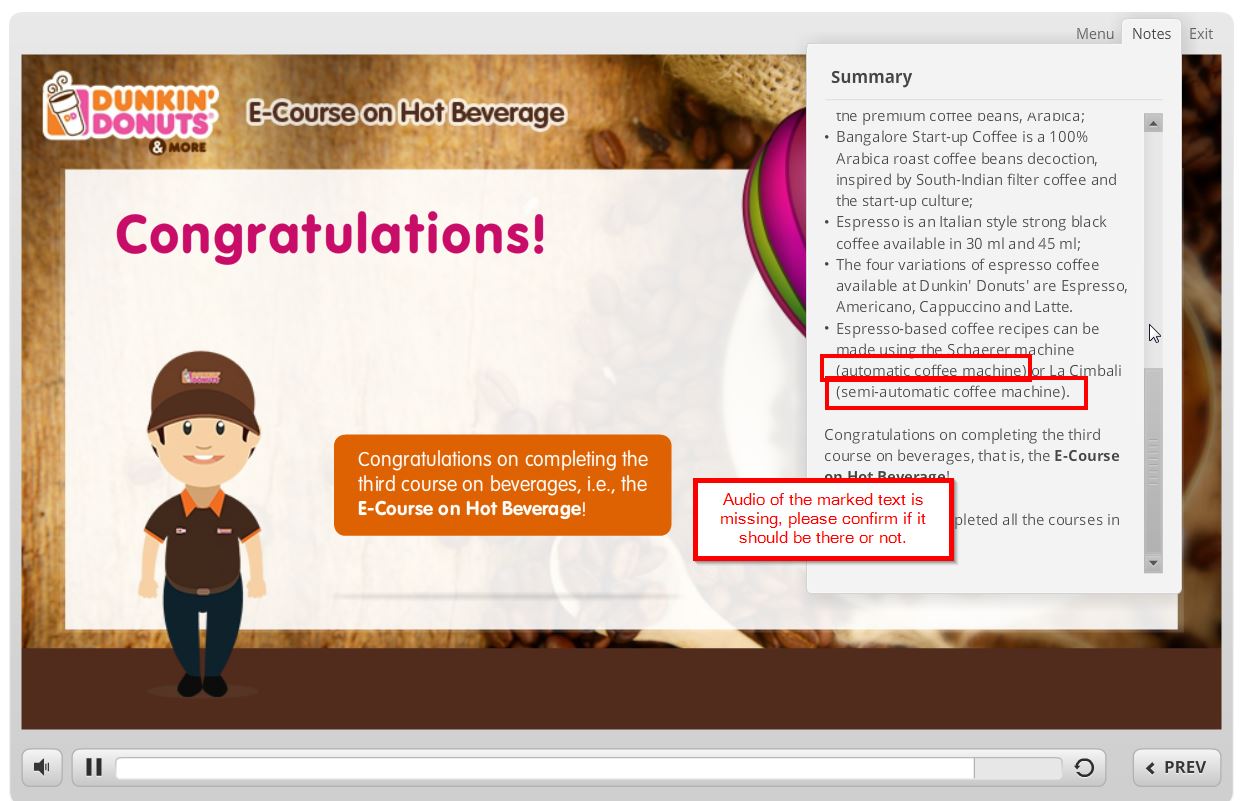 Menu Notes Exit
DUNKIN'
DONUTS
& MORE
E-Course on Hot Beverage
Congratulations!
Congratulations on completing the
third course on beverages, i.e., the
E-Course on Hot Beverage!
Summary
the premium coffee beans, Arabica;
• Bangalore Start-up Coffee is a 100%
Arabica roast coffee beans decoction,
inspired by South-Indian filter coffee and
the start-up culture;
• Espresso is an Italian style strong black
coffee available in 30 ml and 45 ml;
• The four variations of espresso coffee
available at Dunkin' Donuts' are Espresso,
Americano, Cappuccino and Latte.
• Espresso-based coffee recipes can be
made using the Schaerer machine
(automatic coffee machine) or La Cimbali
(semi-automatic coffee machine).
Congratulations on completing the third
course on beverages, that is, the E-Course
on Hot Beverage!
pleted all the courses in
Audio of the marked text is
missing, please confirm if it
should be there or not.
PREV